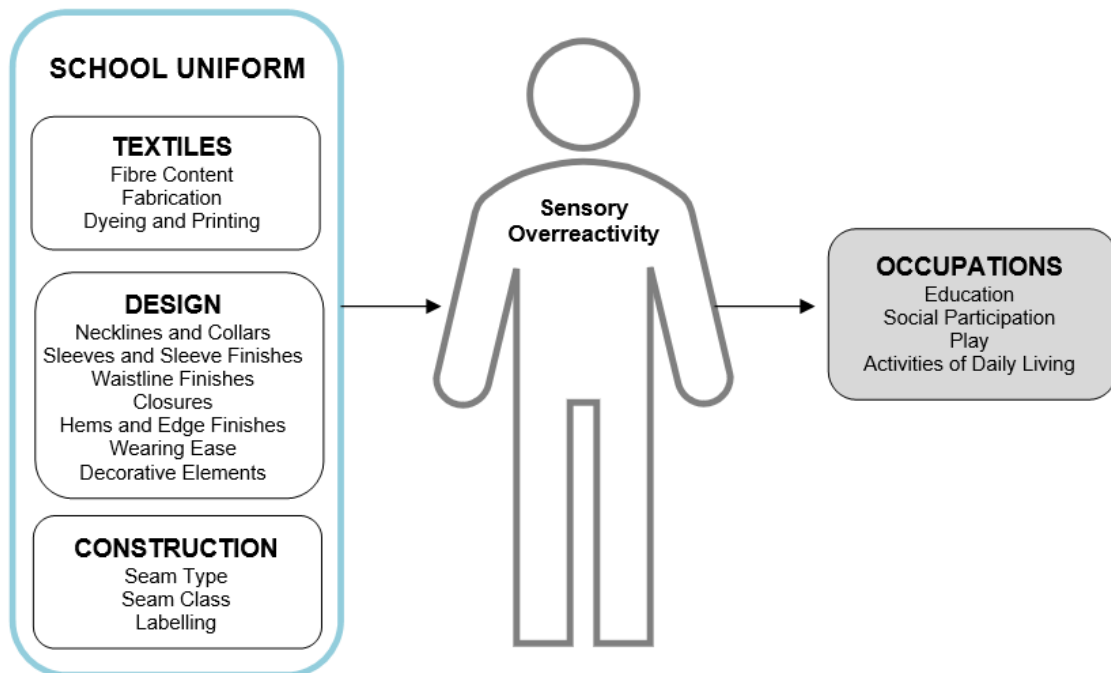 SCHOOL UNIFORM
TEXTILES
Fibre Content
Fabrication
Dyeing and Printing
DESIGN
Necklines and Collars
Sleeves and Sleeve Finishes
Waistline Finishes
Closures
Hems and Edge Finishes
Wearing Ease
Decorative Elements
CONSTRUCTION
Seam Type
Seam Class
Labelling
Sensory
Overreactivity
OCCUPATIONS
Education
Social Participation
Play
Activities of Daily Living